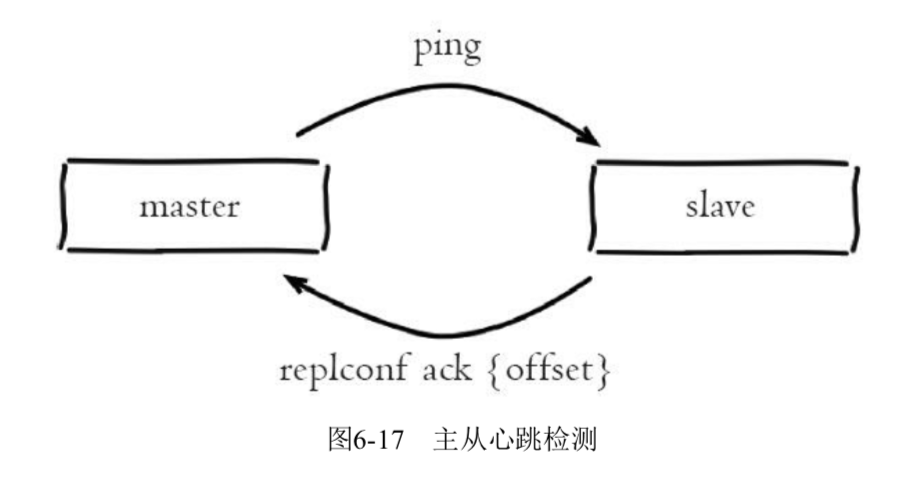 ping
master
slave
replconf ack {offset}
图6-17 主从心跳检测